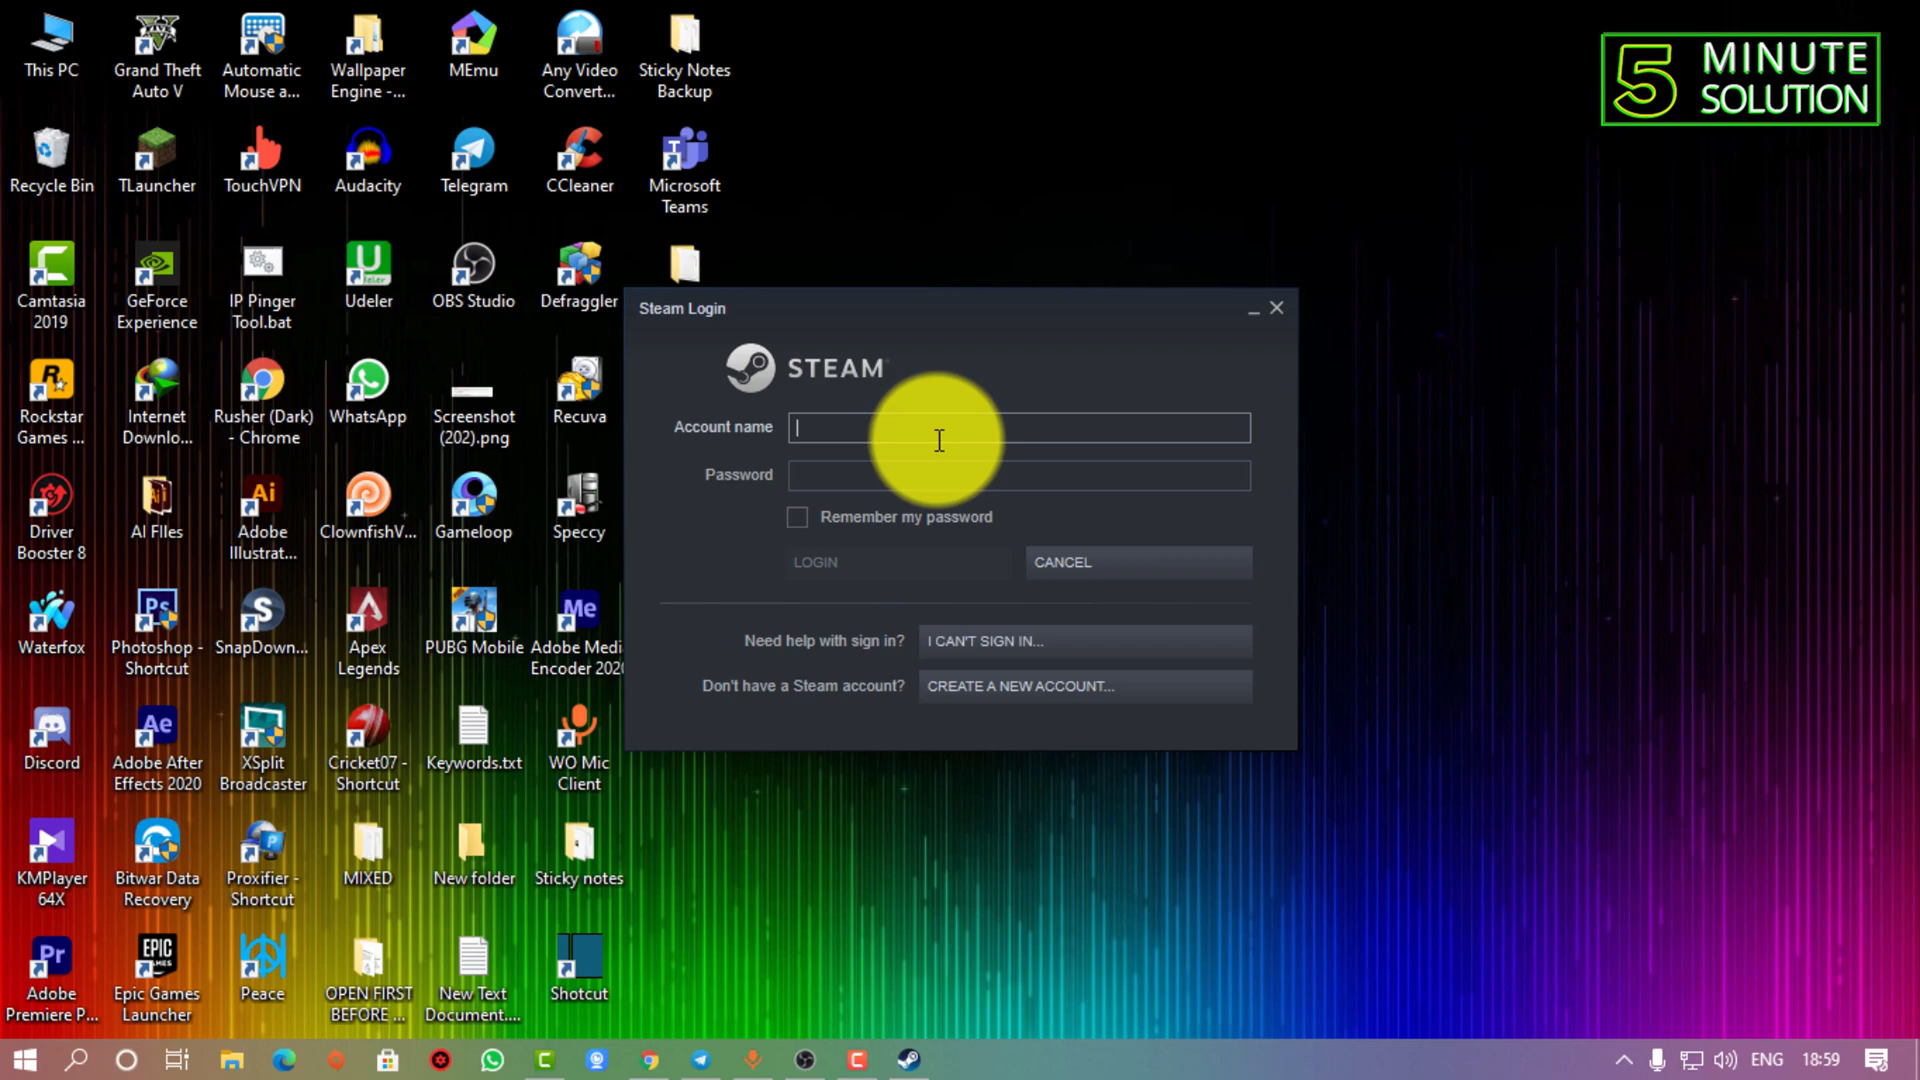 This PC
Grand Theft
Auto V
Automatic
Mouse a...
Wallpaper
Engine -...
MEmu
Any Video
Convert...
Sticky Notes
Backup
5 MINUTE
SOLUTION
Recycle Bin
TLauncher
TouchVPN
Audacity
Telegram
CCleaner
Microsoft
Teams
Camtasia
2019
GeForce
Experience
IP Pinger
Tool.bat
Udeler
OBS Studio
Defraggler
Rockstar
Games ...
Internet
Downlo...
Rusher (Dark)
- Chrome
WhatsApp
Screenshot
(202).png
Recuva
Driver
Booster 8
AI FIles
Adobe
Illustrat...
ClownfishV...
Gameloop
Speccy
Waterfox
Photoshop -
Shortcut
SnapDown...
Apex
Legends
PUBG Mobile
Adobe Medi
Encoder 202
Discord
Adobe After
Effects 2020
XSplit
Broadcaster
Cricket07 -
Shortcut
Keywords.txt
WO Mic
Client
KMPlayer
64X
Bitwar Data
Recovery
Proxifier -
Shortcut
MIXED
New folder
Sticky notes
Adobe
Premiere P...
Epic Games
Launcher
Peace
OPEN FIRST
BEFORE ...
New Text
Document....
Shotcut
Steam Login
STEAM
Account name
Password
Remember my password
LOGIN
CANCEL
Need help with sign in?
I CAN'T SIGN IN...
Don't have a Steam account?
CREATE A NEW ACCOUNT...
ENG
18:59